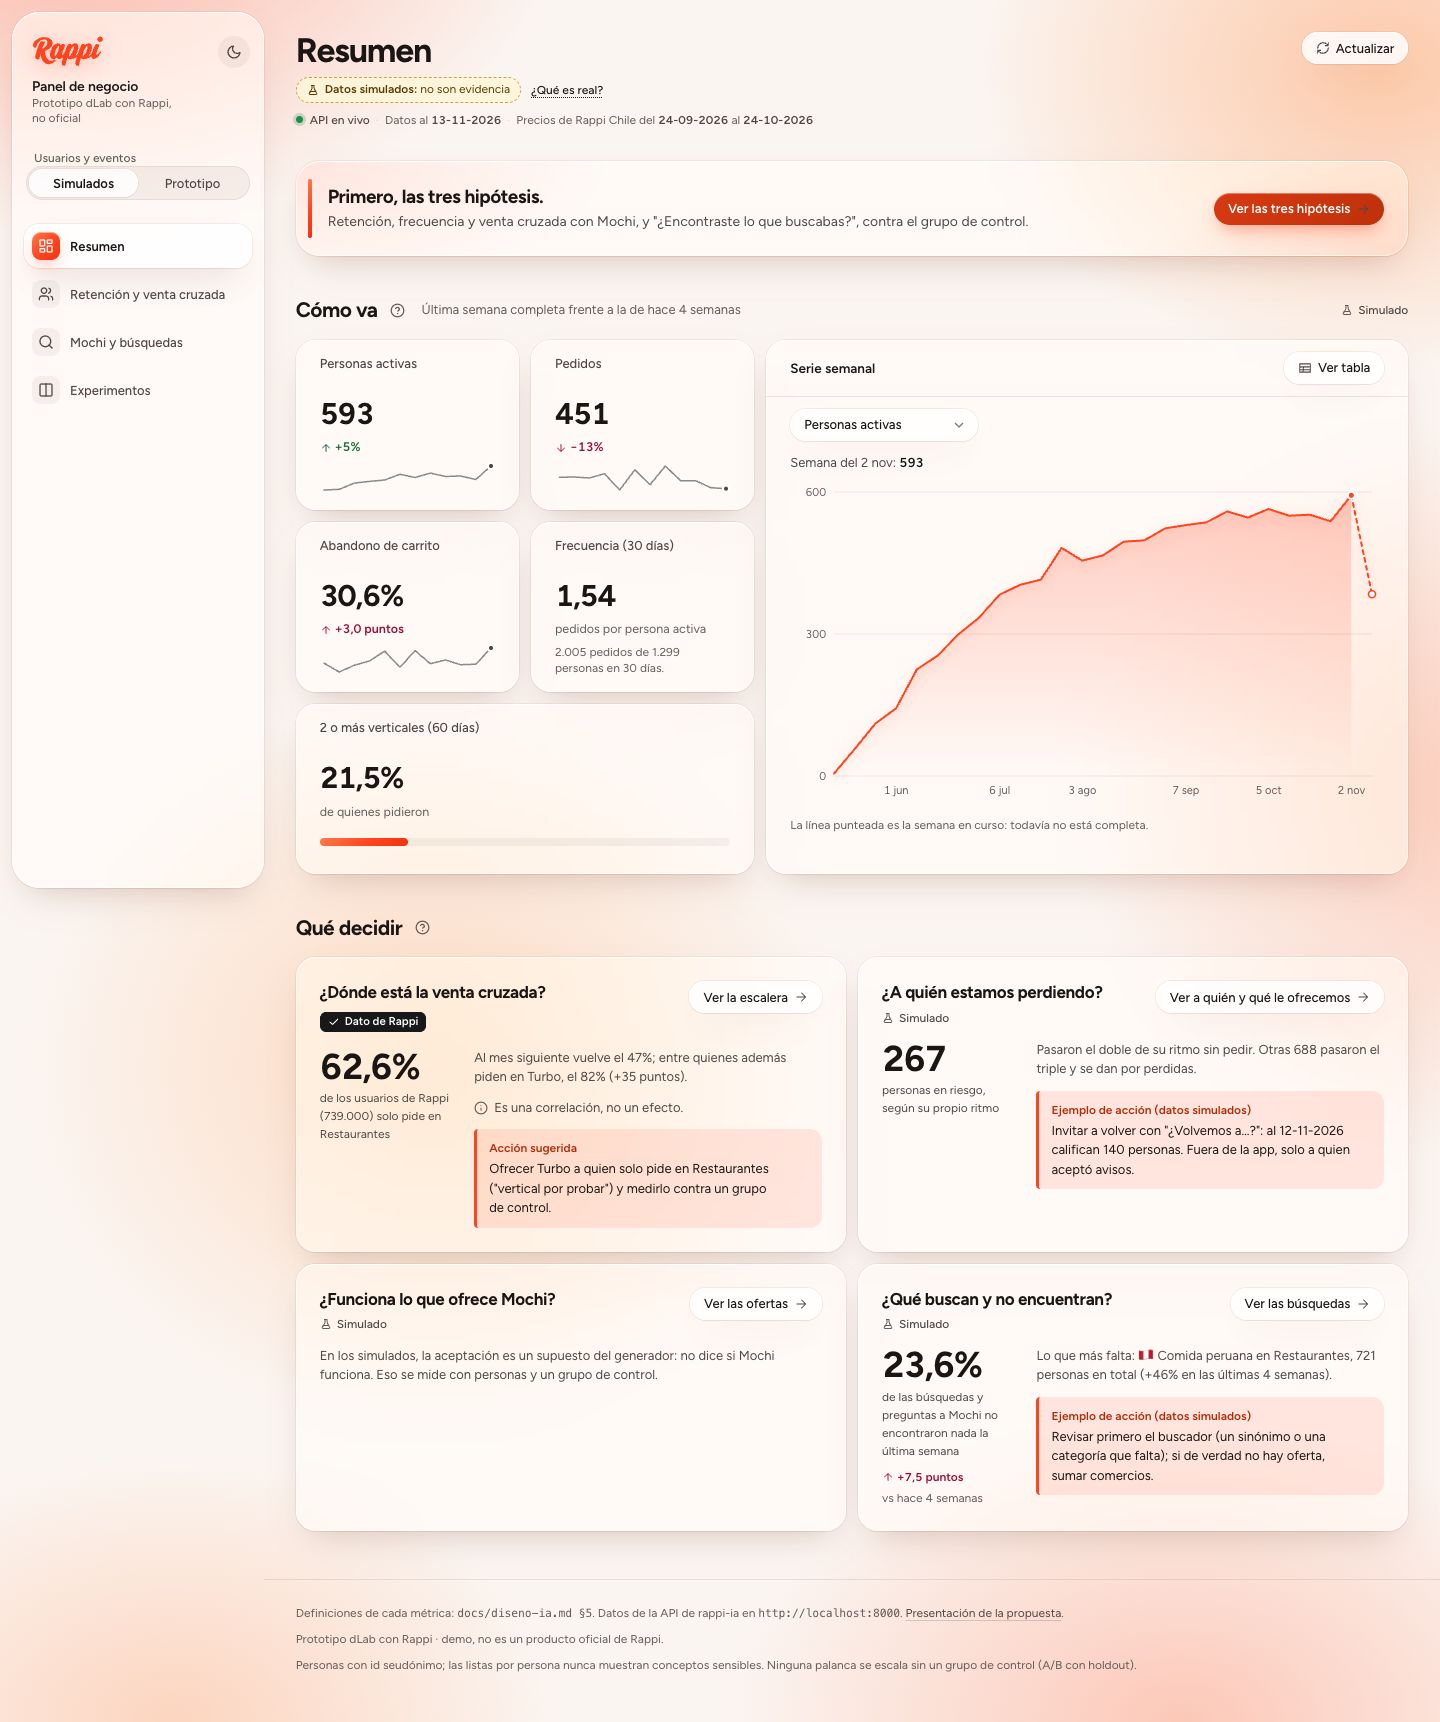 Rappi
Panel de negocio
Prototipo dLab con Rappi,
no oficial
Usuarios y eventos
Simulados
Prototipo
Resumen
Retención y venta cruzada
Mochi y búsquedas
Experimentos
Resumen
Actualizar
Datos simulados: no son evidencia
¿Qué es real?
API en vivo · Datos al 13-11-2026 · Precios de Rappi Chile del 24-09-2026 al 24-10-2026
Primero, las tres hipótesis.
Retención, frecuencia y venta cruzada con Mochi, y "¿Encontraste lo que buscabas?", contra el grupo de control.
Ver las tres hipótesis →
Cómo va
Última semana completa frente a la de hace 4 semanas
Simulado
Personas activas
593
↑ +5%
Pedidos
451
↓ −13%
Abandono de carrito
30,6%
↑ +3,0 puntos
Frecuencia (30 días)
1,54
pedidos por persona activa
2.005 pedidos de 1.299
personas en 30 días.
2 o más verticales (60 días)
21,5%
de quienes pidieron
Serie semanal
Ver tabla
Personas activas
Semana del 2 nov: 593
600
300
0
1 jun
6 jul
3 ago
7 sep
5 oct
2 nov
La línea punteada es la semana en curso: todavía no está completa.
Qué decidir
¿Dónde está la venta cruzada?
Ver la escalera →
Dato de Rappi
62,6%
de los usuarios de Rappi
(739.000) solo pide en
Restaurantes
Al mes siguiente vuelve el 47%; entre quienes además
piden en Turbo, el 82% (+35 puntos).
Es una correlación, no un efecto.
Acción sugerida
Ofrecer Turbo a quien solo pide en Restaurantes
("vertical por probar") y medirlo contra un grupo
de control.
¿A quién estamos perdiendo?
Ver a quién y qué le ofrecemos →
Simulado
267
personas en riesgo,
según su propio ritmo
Pasaron el doble de su ritmo sin pedir. Otras 688 pasaron el
triple y se dan por perdidas.
Ejemplo de acción (datos simulados)
Invitar a volver con "¿Volvemos a…?": al 12-11-2026
califican 140 personas. Fuera de la app, solo a quien
aceptó avisos.
¿Funciona lo que ofrece Mochi?
Ver las ofertas →
Simulado
En los simulados, la aceptación es un supuesto del generador: no dice si Mochi
funciona. Eso se mide con personas y un grupo de control.
¿Qué buscan y no encuentran?
Ver las búsquedas →
Simulado
23,6%
de las búsquedas y
preguntas a Mochi no
encontraron nada la
última semana
↑ +7,5 puntos
vs hace 4 semanas
Lo que más falta: 🇵🇪 Comida peruana en Restaurantes, 721
personas en total (+46% en las últimas 4 semanas).
Ejemplo de acción (datos simulados)
Revisar primero el buscador (un sinónimo o una
categoría que falta); si de verdad no hay oferta,
sumar comercios.
Definiciones de cada métrica: docs/diseno-ia.md §5. Datos de la API de rappi-ia en http://localhost:8000. Presentación de la propuesta.
Prototipo dLab con Rappi · demo, no es un producto oficial de Rappi.
Personas con id seudónimo; las listas por persona nunca muestran conceptos sensibles. Ninguna palanca se escala sin un grupo de control (A/B con holdout).